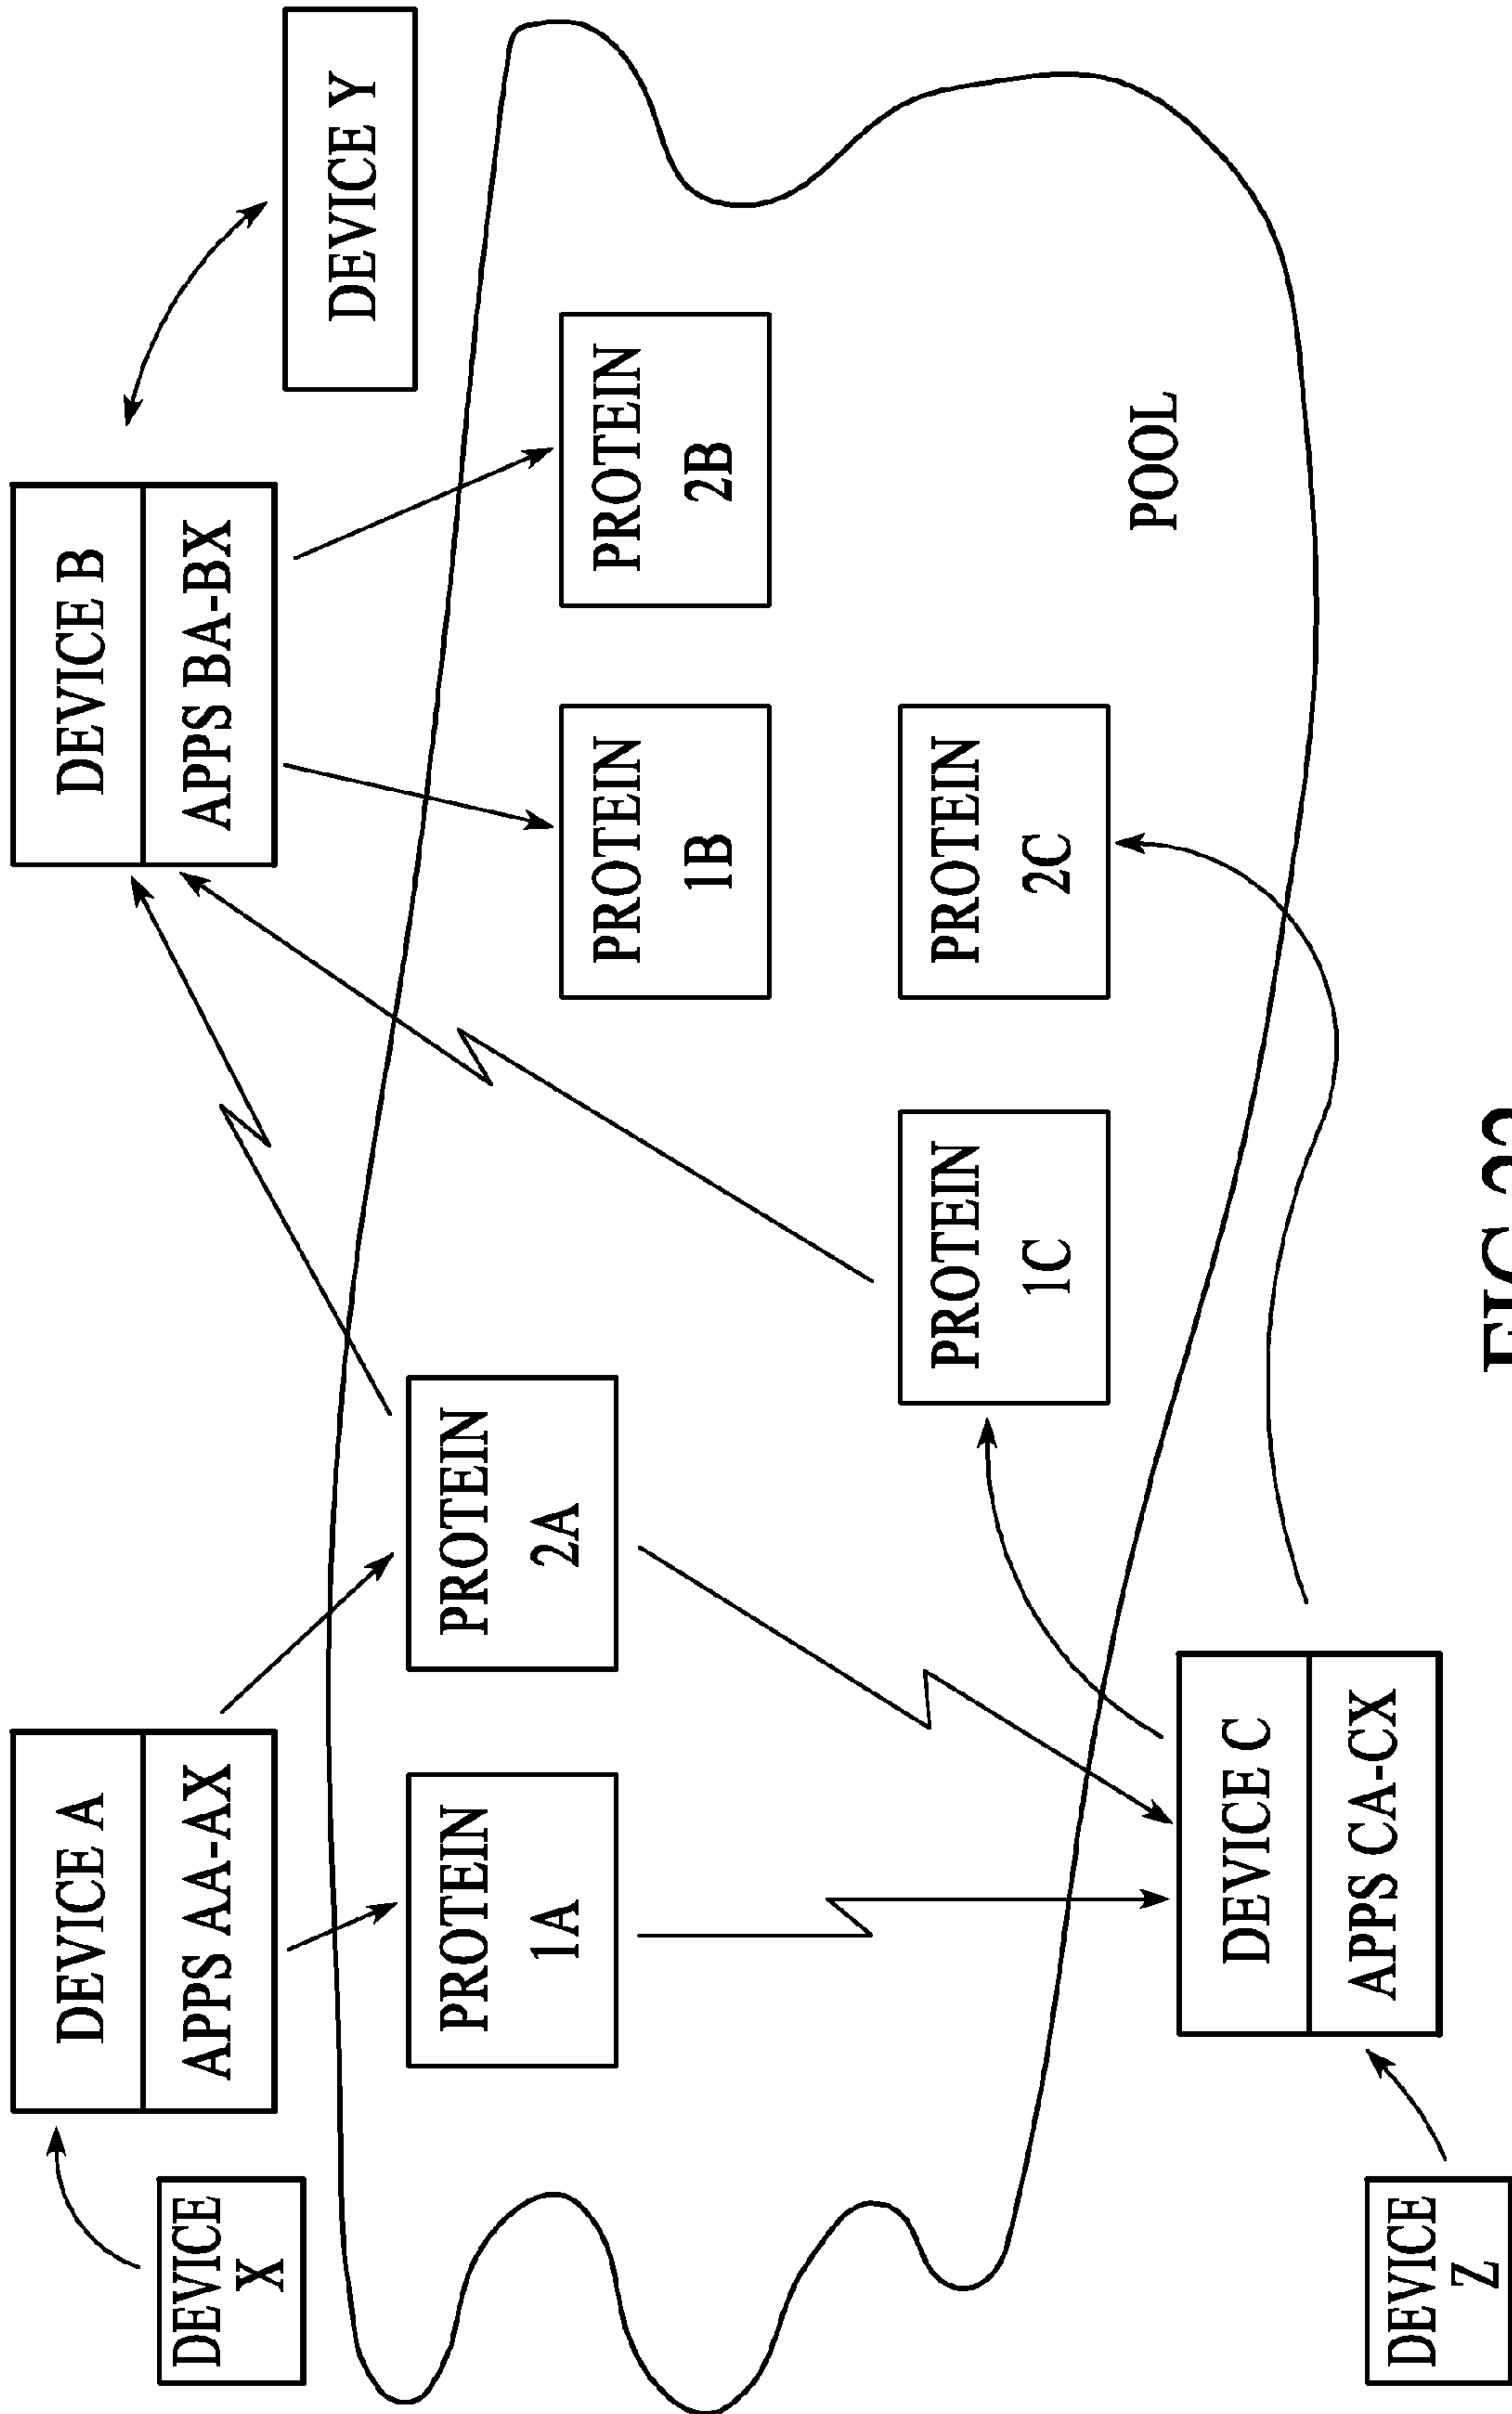 DEVICE
X
DEVICE A
APPS AA-AX
DEVICE B
APPS BA-BX
DEVICE Y
PROTEIN
1A
PROTEIN
2A
PROTEIN
1B
PROTEIN
2B
PROTEIN
1C
PROTEIN
2C
POOL
DEVICE C
APPS CA-CX
DEVICE
Z